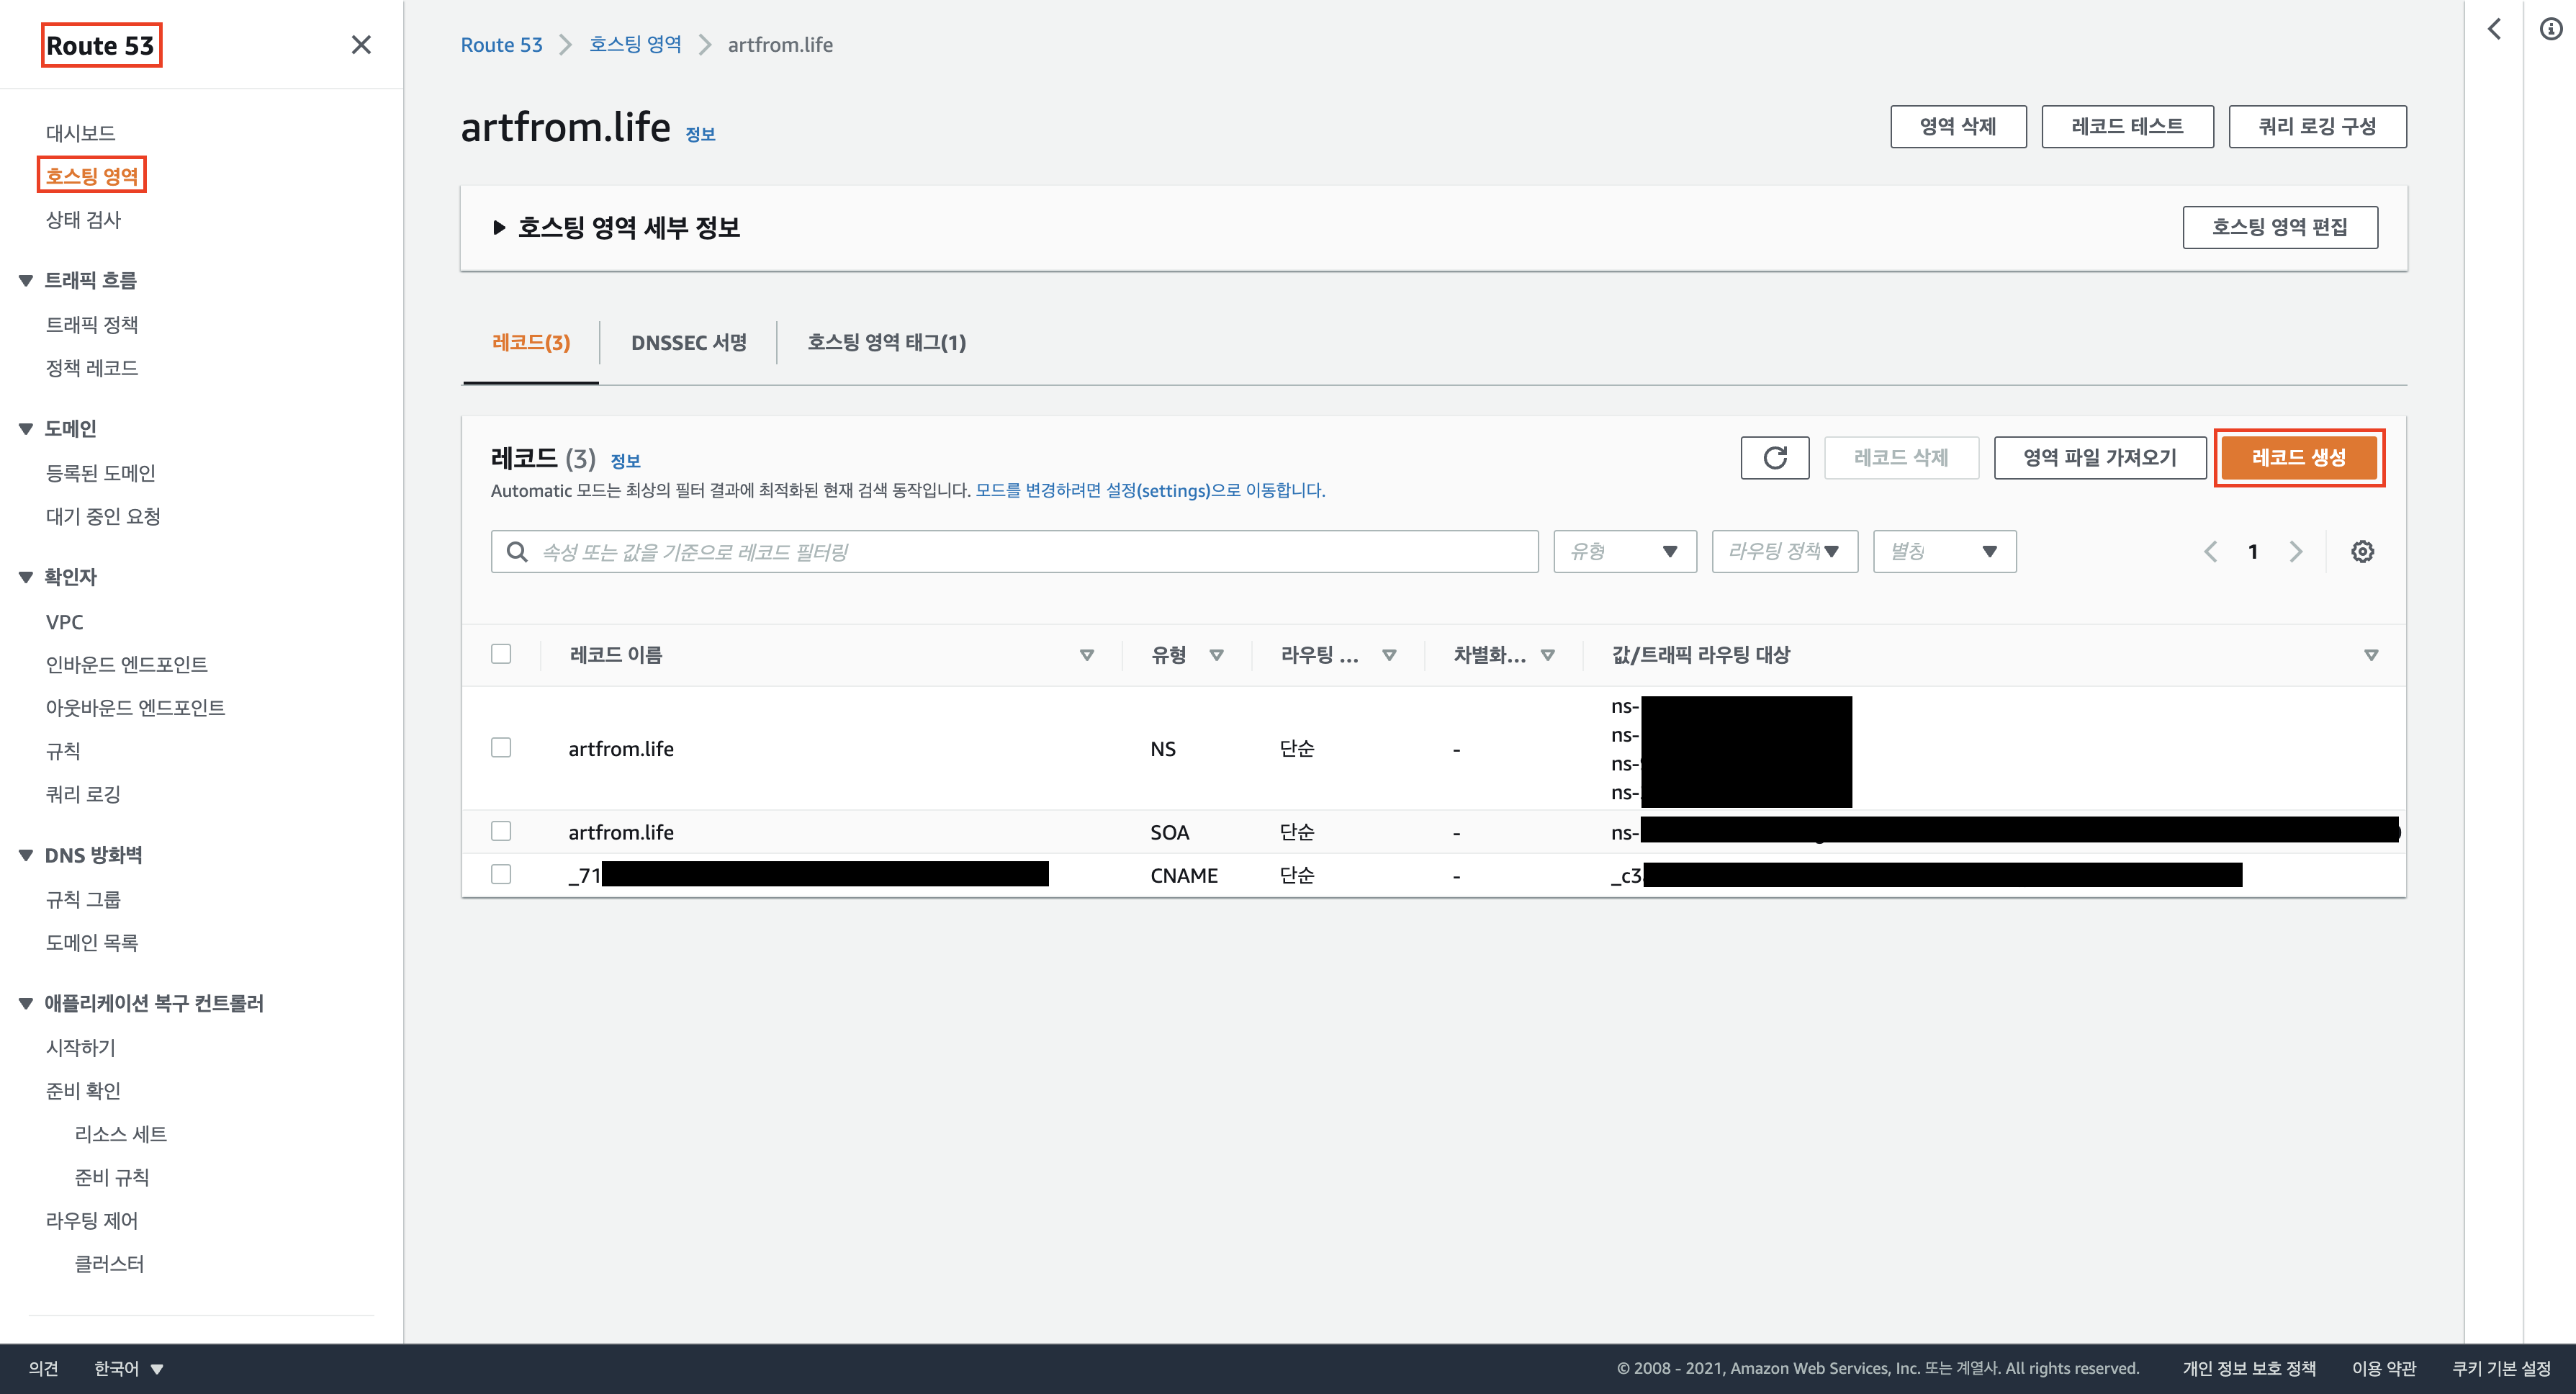 Route 53
대시보드
호스팅 영역
상태 검사
트래픽 흐름
트래픽 정책
정책 레코드
도메인
등록된 도메인
대기 중인 요청
확인자
VPC
인바운드 엔드포인트
아웃바운드 엔드포인트
규칙
쿼리 로깅
DNS 방화벽
규칙 그룹
도메인 목록
애플리케이션 복구 컨트롤러
시작하기
준비 확인
리소스 세트
준비 규칙
라우팅 제어
클러스터
Route 53 호스팅 영역 artfrom.life
artfrom.life 정보
영역 삭제 레코드 테스트 쿼리 로깅 구성
호스팅 영역 세부 정보 호스팅 영역 편집
레코드(3) DNSSEC 서명 호스팅 영역 태그(1)
레코드 (3) 정보
레코드 삭제 영역 파일 가져오기 레코드 생성
Automatic 모드는 최상의 필터 결과에 최적화된 현재 검색 동작입니다. 모드를 변경하려면 설정(settings)으로 이동합니다.
속성 또는 값을 기준으로 레코드 필터링 유형 라우팅 정책 별칭 1
레코드 이름 유형 라우팅 ... 차별화... 값/트래픽 라우팅 대상
artfrom.life NS 단순 - ns-
ns-
ns-
ns-
artfrom.life SOA 단순 - ns-
_71 CNAME 단순 - _c3
의견 한국어 © 2008 - 2021, Amazon Web Services, Inc. 또는 계열사. All rights reserved. 개인 정보 보호 정책 이용 약관 쿠키 기본 설정